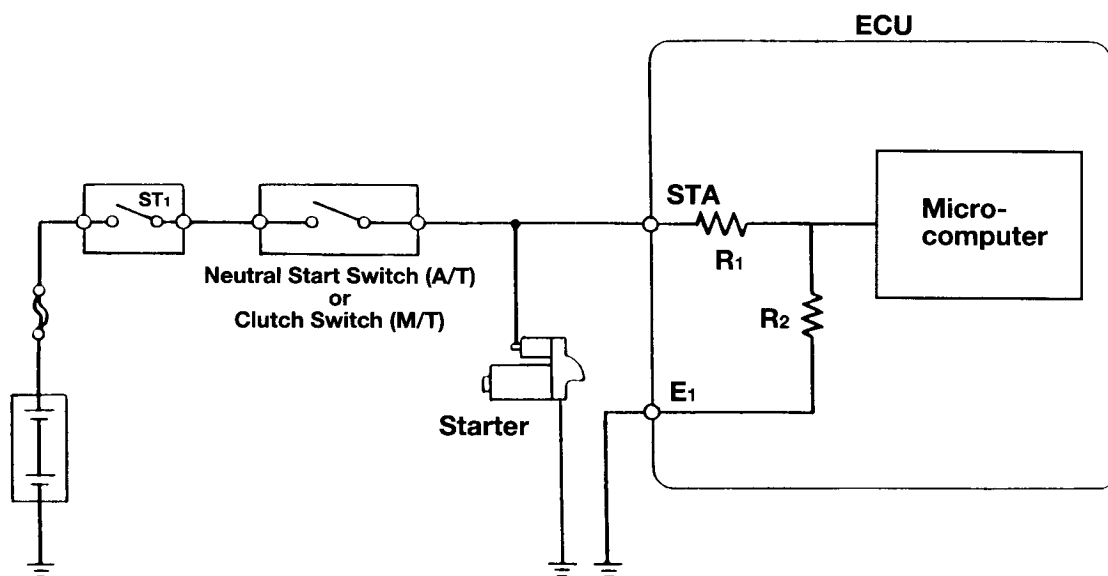 ECU
ST1
STA
Micro-
computer
R1
Neutral Start Switch (A/T)
or
Clutch Switch (M/T)
R2
E1
Starter